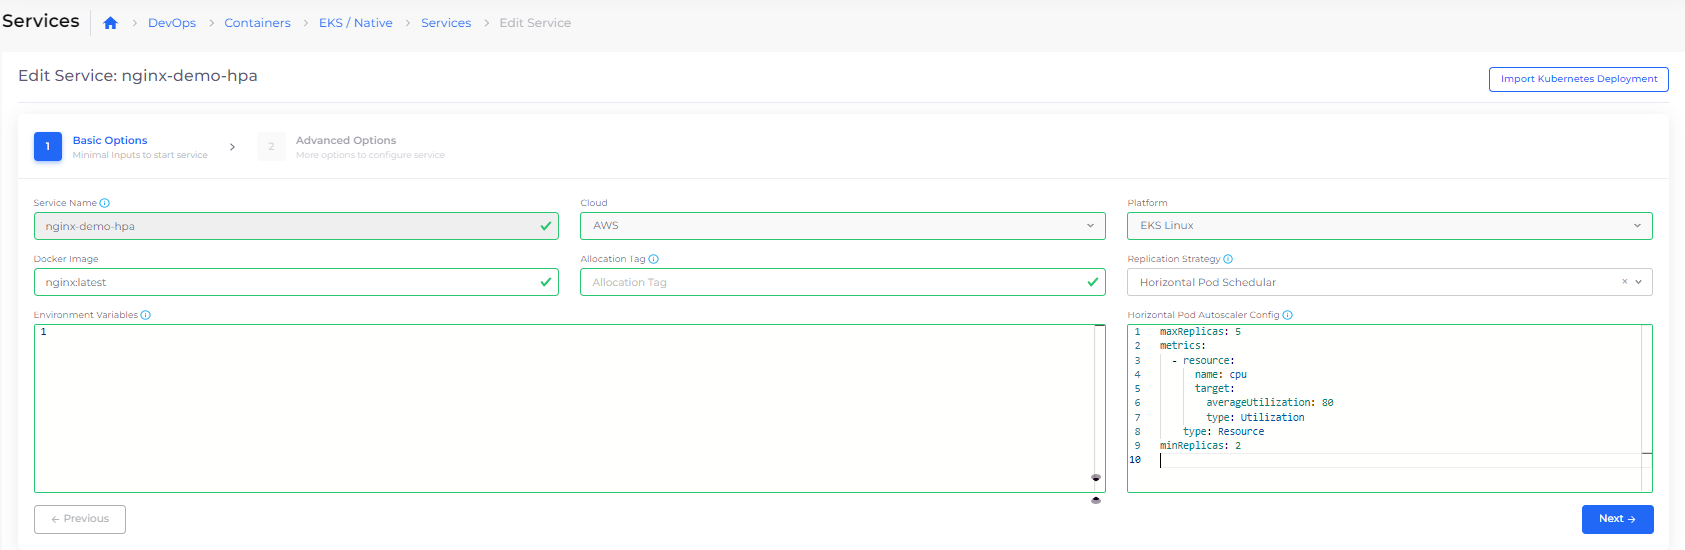 Services
DevOps > Containers > EKS / Native > Services > Edit Service
Edit Service: nginx-demo-hpa
Import Kubernetes Deployment
1
Basic Options
Minimal Inputs to start service
>
2
Advanced Options
More options to configure service
Service Name
nginx-demo-hpa
Cloud
AWS
Platform
EKS Linux
Docker Image
nginx:latest
Allocation Tag
Allocation Tag
Replication Strategy
Horizontal Pod Schedular
Environment Variables
1
Horizontal Pod Autoscaler Config
1 maxReplicas: 5
2 metrics:
3   - resource:
4       name: cpu
5       target:
6         averageUtilization: 80
7         type: Utilization
8     type: Resource
9 minReplicas: 2
10
← Previous
Next →